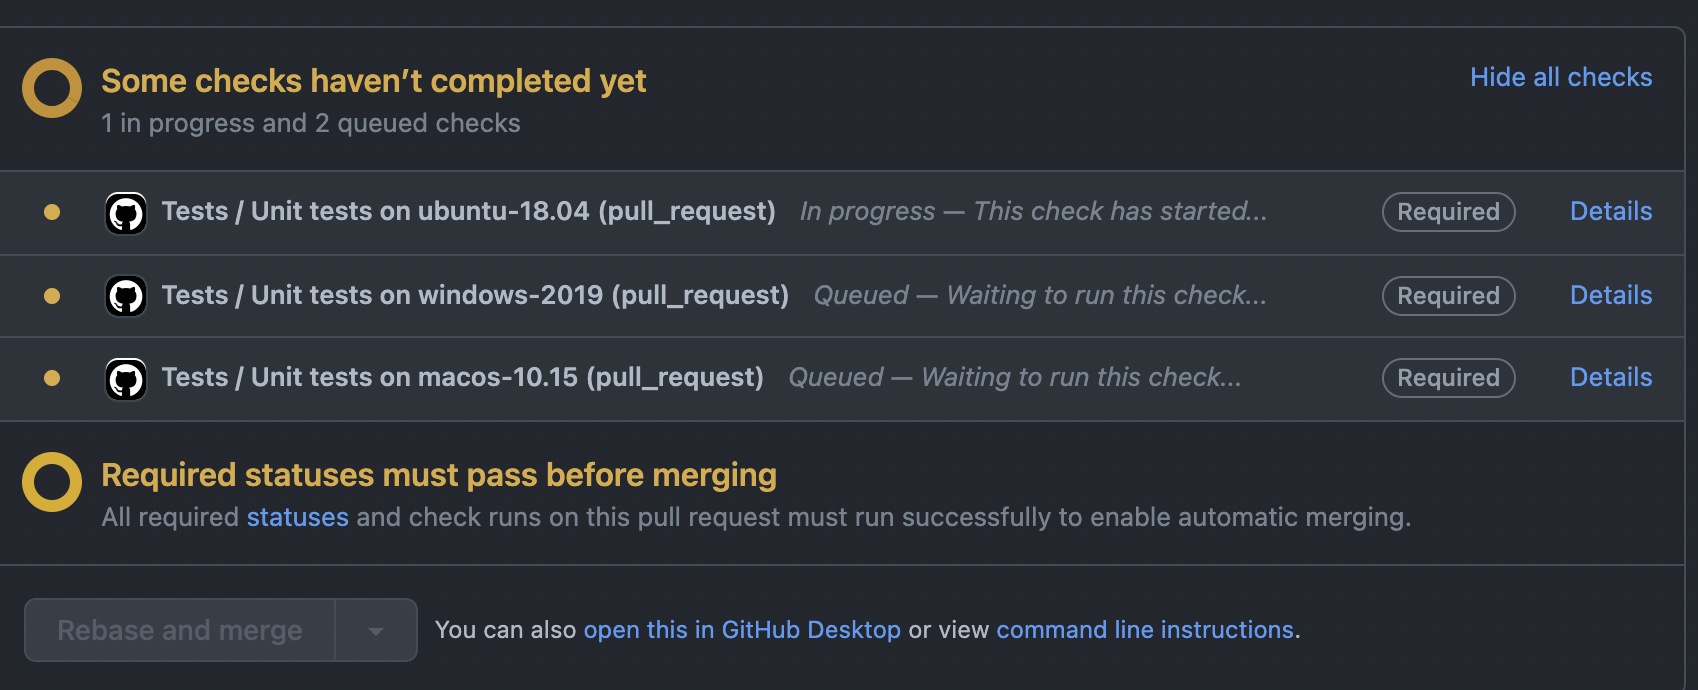 Some checks haven’t completed yet
Hide all checks
1 in progress and 2 queued checks
Tests / Unit tests on ubuntu-18.04 (pull_request) In progress — This check has started... Required Details
Tests / Unit tests on windows-2019 (pull_request) Queued — Waiting to run this check... Required Details
Tests / Unit tests on macos-10.15 (pull_request) Queued — Waiting to run this check... Required Details
Required statuses must pass before merging
All required statuses and check runs on this pull request must run successfully to enable automatic merging.
Rebase and merge You can also open this in GitHub Desktop or view command line instructions.